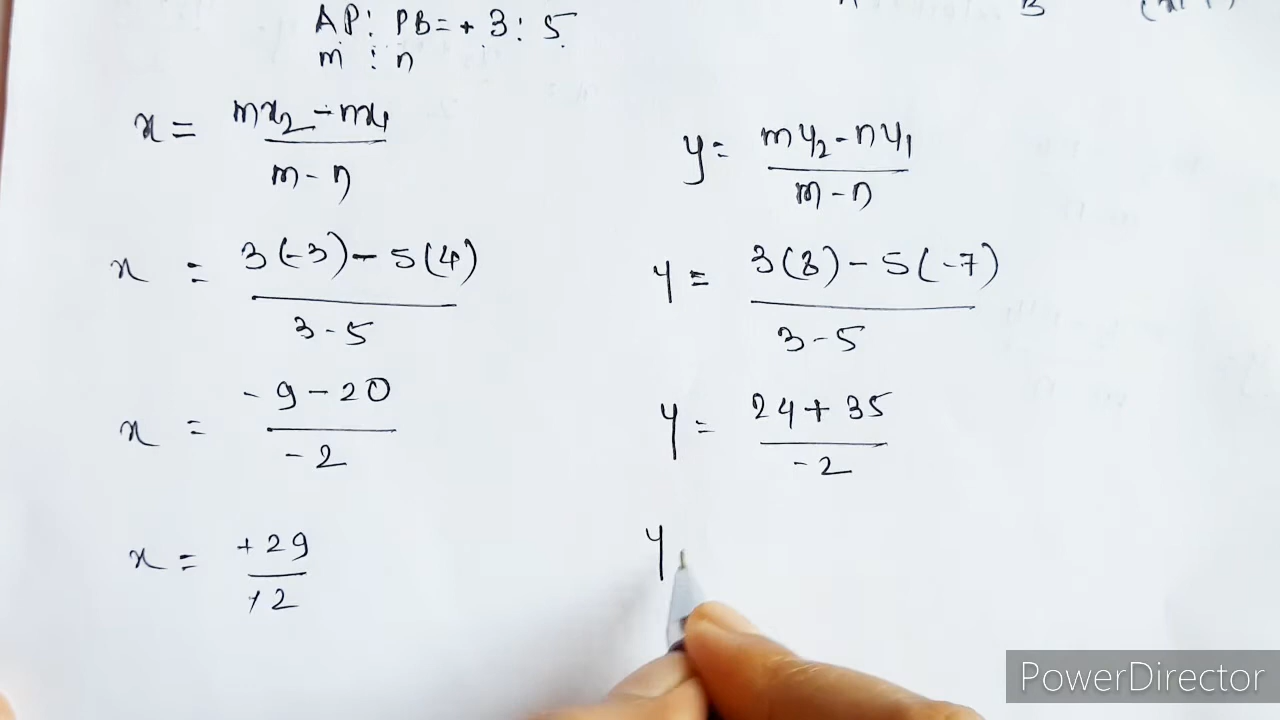 AP : PB = + 3 : 5
B
m : n
x = mx2 - nx1 / m - n
y = my2 - ny1 / m - n
x = 3(-3) - 5(4) / 3 - 5
y = 3(8) - 5(-7) / 3 - 5
x = -9 - 20 / -2
y = 24 + 35 / -2
x = +29 / +2
y
PowerDirector